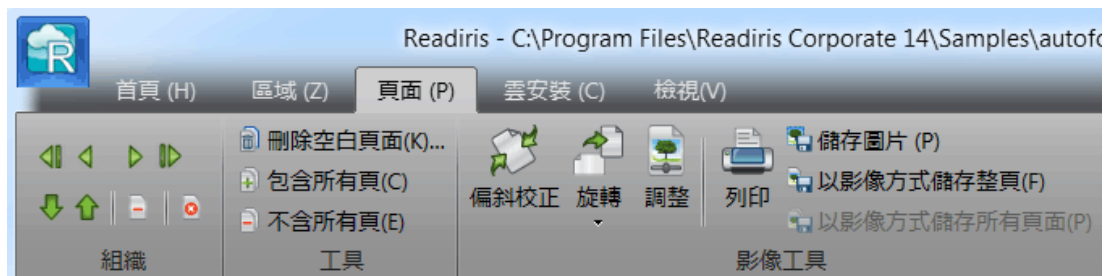 Readiris - C:\Program Files\Readiris Corporate 14\Samples\autofo
首頁 (H) 區域 (Z) 頁面 (P) 雲安裝 (C) 檢視(V)
刪除空白頁面(K)...
包含所有頁(C)
不含所有頁(E)
偏斜校正 旋轉 調整 列印
儲存圖片 (P)
以影像方式儲存整頁(F)
以影像方式儲存所有頁面(P)
組織 工具 影像工具